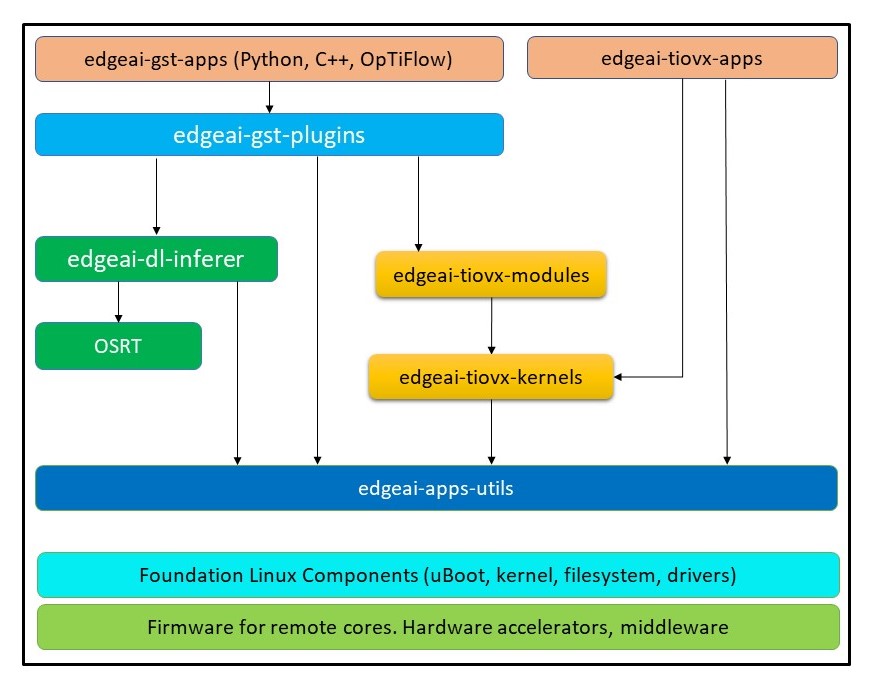 edgeai-gst-apps (Python, C++, OpTiFlow)
edgeai-tiovx-apps
edgeai-gst-plugins
edgeai-dl-inferer
edgeai-tiovx-modules
OSRT
edgeai-tiovx-kernels
edgeai-apps-utils
Foundation Linux Components (uBoot, kernel, filesystem, drivers)
Firmware for remote cores. Hardware accelerators, middleware